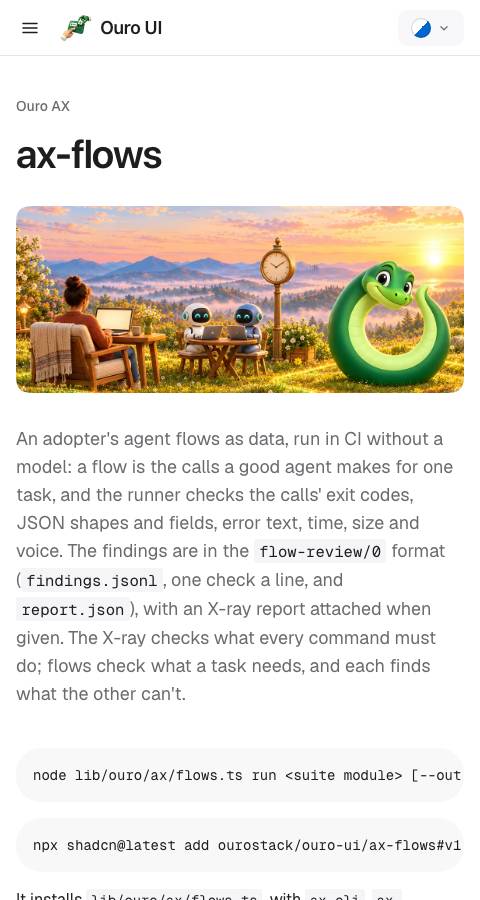 Ouro UI
Ouro AX
ax-flows
An adopter's agent flows as data, run in CI without a
model: a flow is the calls a good agent makes for one
task, and the runner checks the calls' exit codes,
JSON shapes and fields, error text, time, size and
voice. The findings are in the flow-review/0 format
(findings.jsonl, one check a line, and
report.json), with an X-ray report attached when
given. The X-ray checks what every command must
do; flows check what a task needs, and each finds
what the other can't.
node lib/ouro/ax/flows.ts run <suite module> [--out
npx shadcn@latest add ourostack/ouro-ui/ax-flows#v1
It installs lib/ouro/ax/flows.ts, with ax-cli, ax-